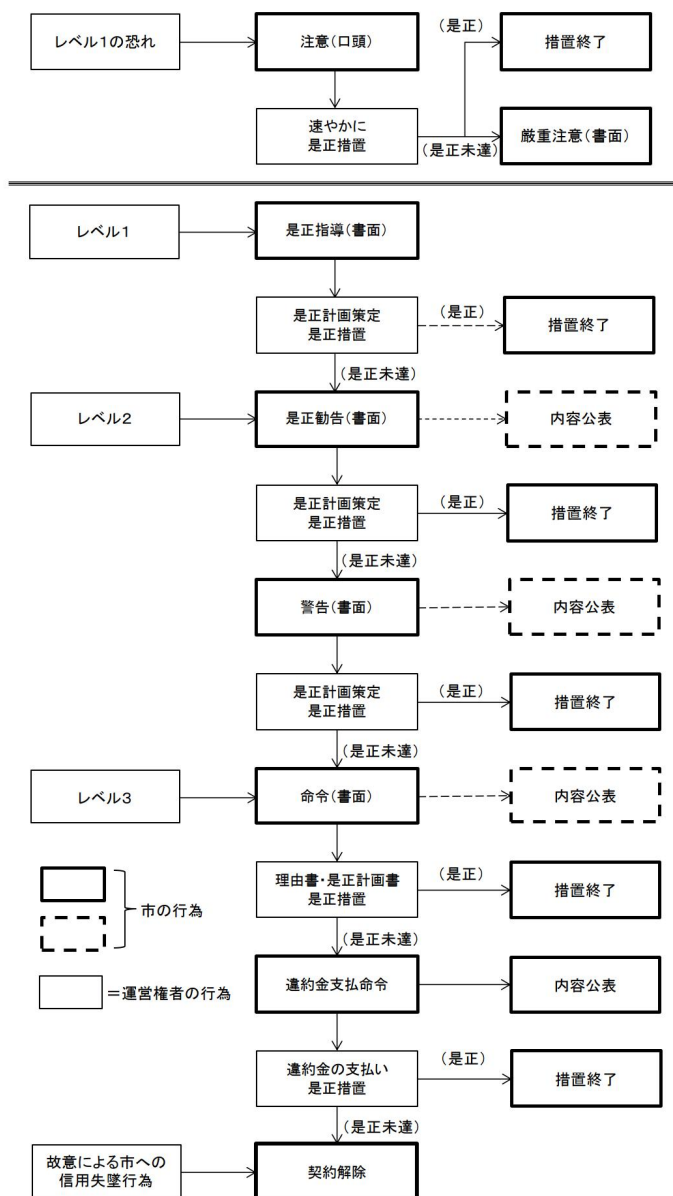 レベル1の恐れ
注意(口頭)
(是正)
措置終了
速やかに
是正措置
(是正未達)
厳重注意(書面)
レベル1
是正指導(書面)
是正計画策定
是正措置
(是正)
措置終了
(是正未達)
レベル2
是正勧告(書面)
内容公表
是正計画策定
是正措置
(是正)
措置終了
(是正未達)
警告(書面)
内容公表
是正計画策定
是正措置
(是正)
措置終了
(是正未達)
レベル3
命令(書面)
内容公表
理由書・是正計画書
是正措置
(是正)
措置終了
市の行為
(是正未達)
違約金支払命令
内容公表
=運営権者の行為
違約金の支払い
是正措置
(是正)
措置終了
(是正未達)
故意による市への
信用失墜行為
契約解除